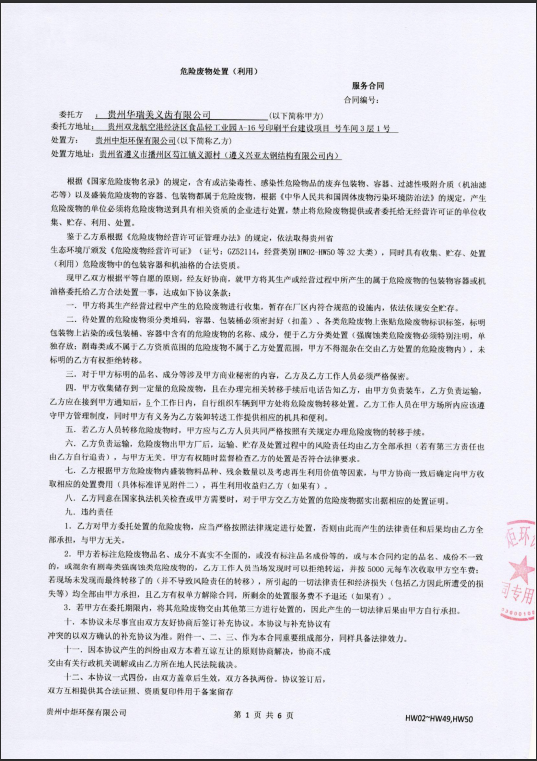 危险废物处置（利用）
服务合同
合同编号：
委托方 ：贵州华瑞美义齿有限公司 (以下简称甲方)
委托方地址：贵州双龙航空港经济区食品轻工业园A-16号印刷平台建设项目 号车间3层1号
处置方：贵州中炬环保有限公司(以下简称乙方)
处置方地址：贵州省遵义市播州区苟江镇义源村（遵义兴亚太钢结构有限公司内）
根据《国家危险废物名录》的规定，含有或沾染毒性、感染性危险物品的废弃包装物、容器、过滤性吸附介质（机油滤
芯等）以及盛装危险废物的容器、包装物都属于危险废物，根据《中华人民共和国固体废物污染环境防治法》的规定，产生
危险废物的单位必须将危险废物送到具有相关资质的企业进行处置，禁止将危险废物提供或者委托给无经营许可证的单位收
集、贮存、利用、处置。
鉴于乙方系根据《危险废物经营许可证管理办法》的规定，依法取得贵州省
生态环境厅颁发《危险废物经营许可证》（证号：GZ52114，经营类别HW02-HW50等32大类），同时具有收集、贮存、处置
（利用）危险废物中的包装容器和机油格的合法资质。
现甲乙双方根据平等自愿的原则，经友好协商，就甲方将其生产或经营过程中所产生的属于危险废物的包装物容器或机
油格委托给乙方合法处置一事，达成如下协议条款：
一．甲方将其生产经营过程中产生的危险废物进行收集，暂存在厂区内符合规范的设施内，依法依规安全贮存。
二．待处置的危险废物须分类堆码，容器、包装桶必须密封好（扣盖）、各类危险废物上张贴危险废物标识标签，标明
包装物上沾染的或包装桶、容器中含有的危险废物的名称、成分，便于乙方分类处置（强腐蚀类危险废物必须特别注明，单
独存放；剧毒类或不属于乙方资质范围的危险废物不属于乙方处置范围，甲方不得混杂在交由乙方处置的危险废物内），未
标明的乙方有权拒绝转移。
三．对于甲方标明的品名、成分等涉及甲方商业秘密的内容，乙方及乙方工作人员必须严格保密。
四．甲方收集储存到一定量的危险废物，且在办理完相关转移手续后电话告知乙方，由甲方负责装车，乙方负责运输，
乙方应在接到甲方通知后，5个工作日内，自行组织车辆到甲方处将危险废物转移处置。乙方工作人员在甲方场所内应该遵
守甲方管理制度，同时甲方有义务为乙方装卸转送工作提供相应的机具和便利。
五．若乙方人员转移危险废物时，甲方应与乙方人员共同严格按照有关规定办理危险废物的转移手续。
六．乙方负责运输，危险废物出甲方厂后，运输、贮存及处置过程中的风险责任均由乙方全部承担（若有第三方责任也
由乙方自行追责），与甲方无关。甲方有权随时监督检查乙方的处置是否符合法律要求。
七．乙方根据甲方危险废物内盛装物料品种、残余数量以及考虑再生利用价值等因素，与甲方协商一致后确定向甲方收
取相应的处置费用（具体标准详见附件二），再生利用收益归乙方（如果有）。
八．乙方同意在国家执法机关检查或甲方需要时，对于甲方交乙方处置的危险废物据实出据相应的处置证明。
九．违约责任
1．乙方对甲方委托处置的危险废物，应当严格按照法律规定进行处置，否则由此而产生的法律责任和后果均由乙方全
部承担，与甲方无关。
2．甲方若标注危险废物品名、成分不真实不全面的，或没有标注品名成份等的，或与本合同约定的品名、成份不一致
的，或混杂有剧毒类强腐蚀类危险废物的，乙方工作人员当场发现时可以拒绝转运，并按5000元每车次收取甲方空车费；
若现场未发现而最终转移了的（并不导致风险责任的转移），所引起的一切法律责任和经济损失（包括乙方因此所遭受的损
失等）均全部由甲方承担，且乙方有权单方解除合同，所剩余的处置服务费不予退还（如果有）。
3．若甲方在委托期限内，将其危险废物交由其他第三方进行处置的，因此产生的一切法律后果由甲方自行承担。
十．本协议未尽事宜由双方友好协商后签订补充协议，本协议与补充协议有
冲突的以双方确认的补充协议为准。附件一、二、三、作为本合同重要组成部分，同样具备法律效力。
十一．因本协议产生的纠纷由双方本着互谅互让的原则协商解决，协商不成
交由有关行政机关调解或由乙方所在地人民法院裁决。
十二、本协议一式四份，由双方盖章后生效，双方各执两份。协议签订后，
双方互相提供其合法证照、资质复印件用于备案留存
贵州中炬环保有限公司
第 1 页 共 6 页
HW02~HW49,HW50
炬环
同专用